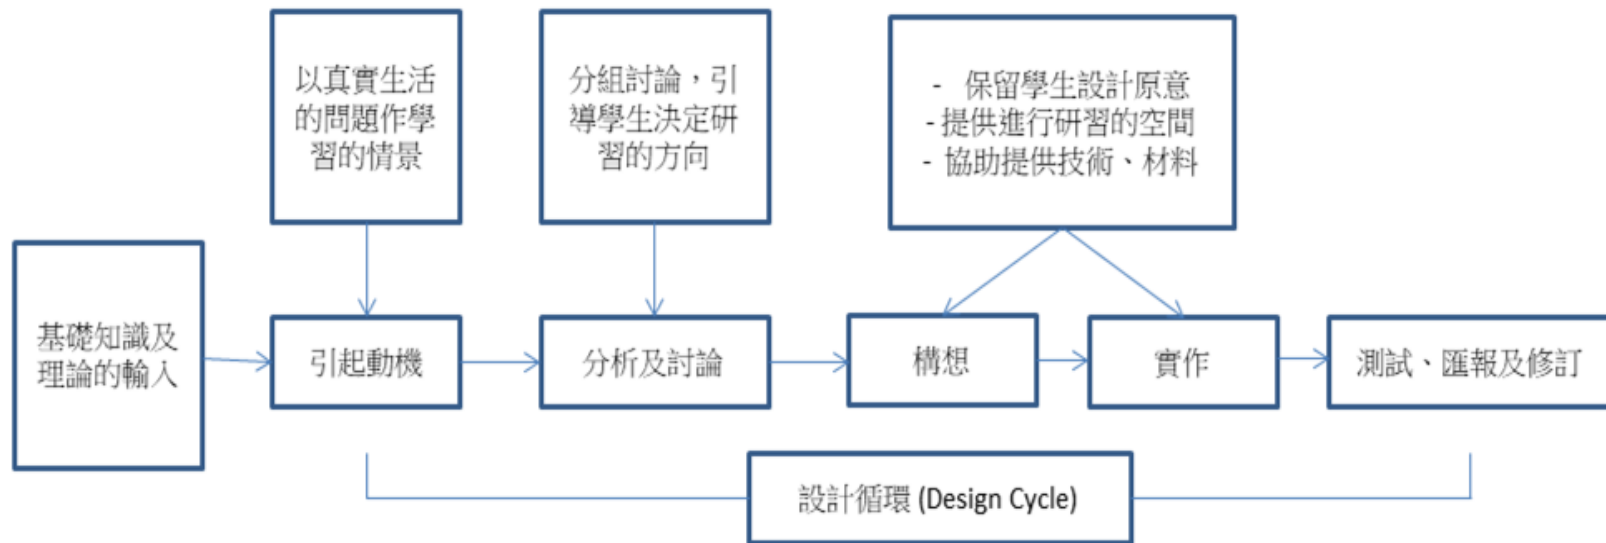 以真實生活
的問題作學
習的情景
分組討論，引
導學生決定研
習的方向
- 保留學生設計原意
- 提供進行研習的空間
- 協助提供技術、材料
基礎知識及
理論的輸入
引起動機
分析及討論
構想
實作
測試、匯報及修訂
設計循環 (Design Cycle)